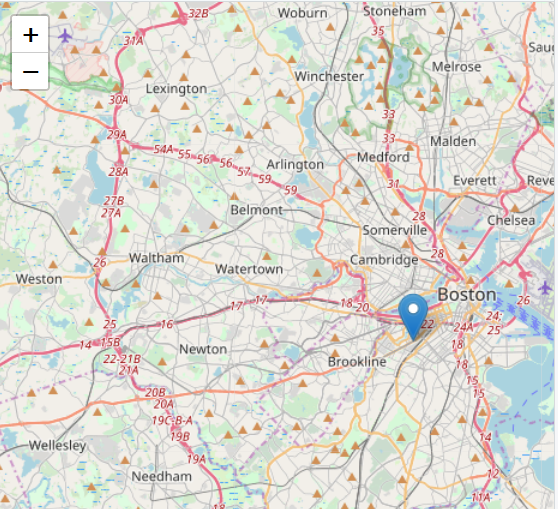 +
−
32B
Woburn
Stoneham
31A
35
Winchester
Melrose
Lexington
30A
33
29A
33
Malden
54A
55
56
56
57
59
59
Arlington
Medford
28A
31
Everett
27B
27A
Belmont
28
Chelsea
Somerville
26
Waltham
Watertown
Cambridge
28
Weston
Boston
17
17
18
20
26
25
16
22
24A
24;
25
14
15B
Newton
18
22-21B
21A
Brookline
18
20B
20A
15
15
19C-B-A
19B
14
Wellesley
19A
12
Needham
11A
18